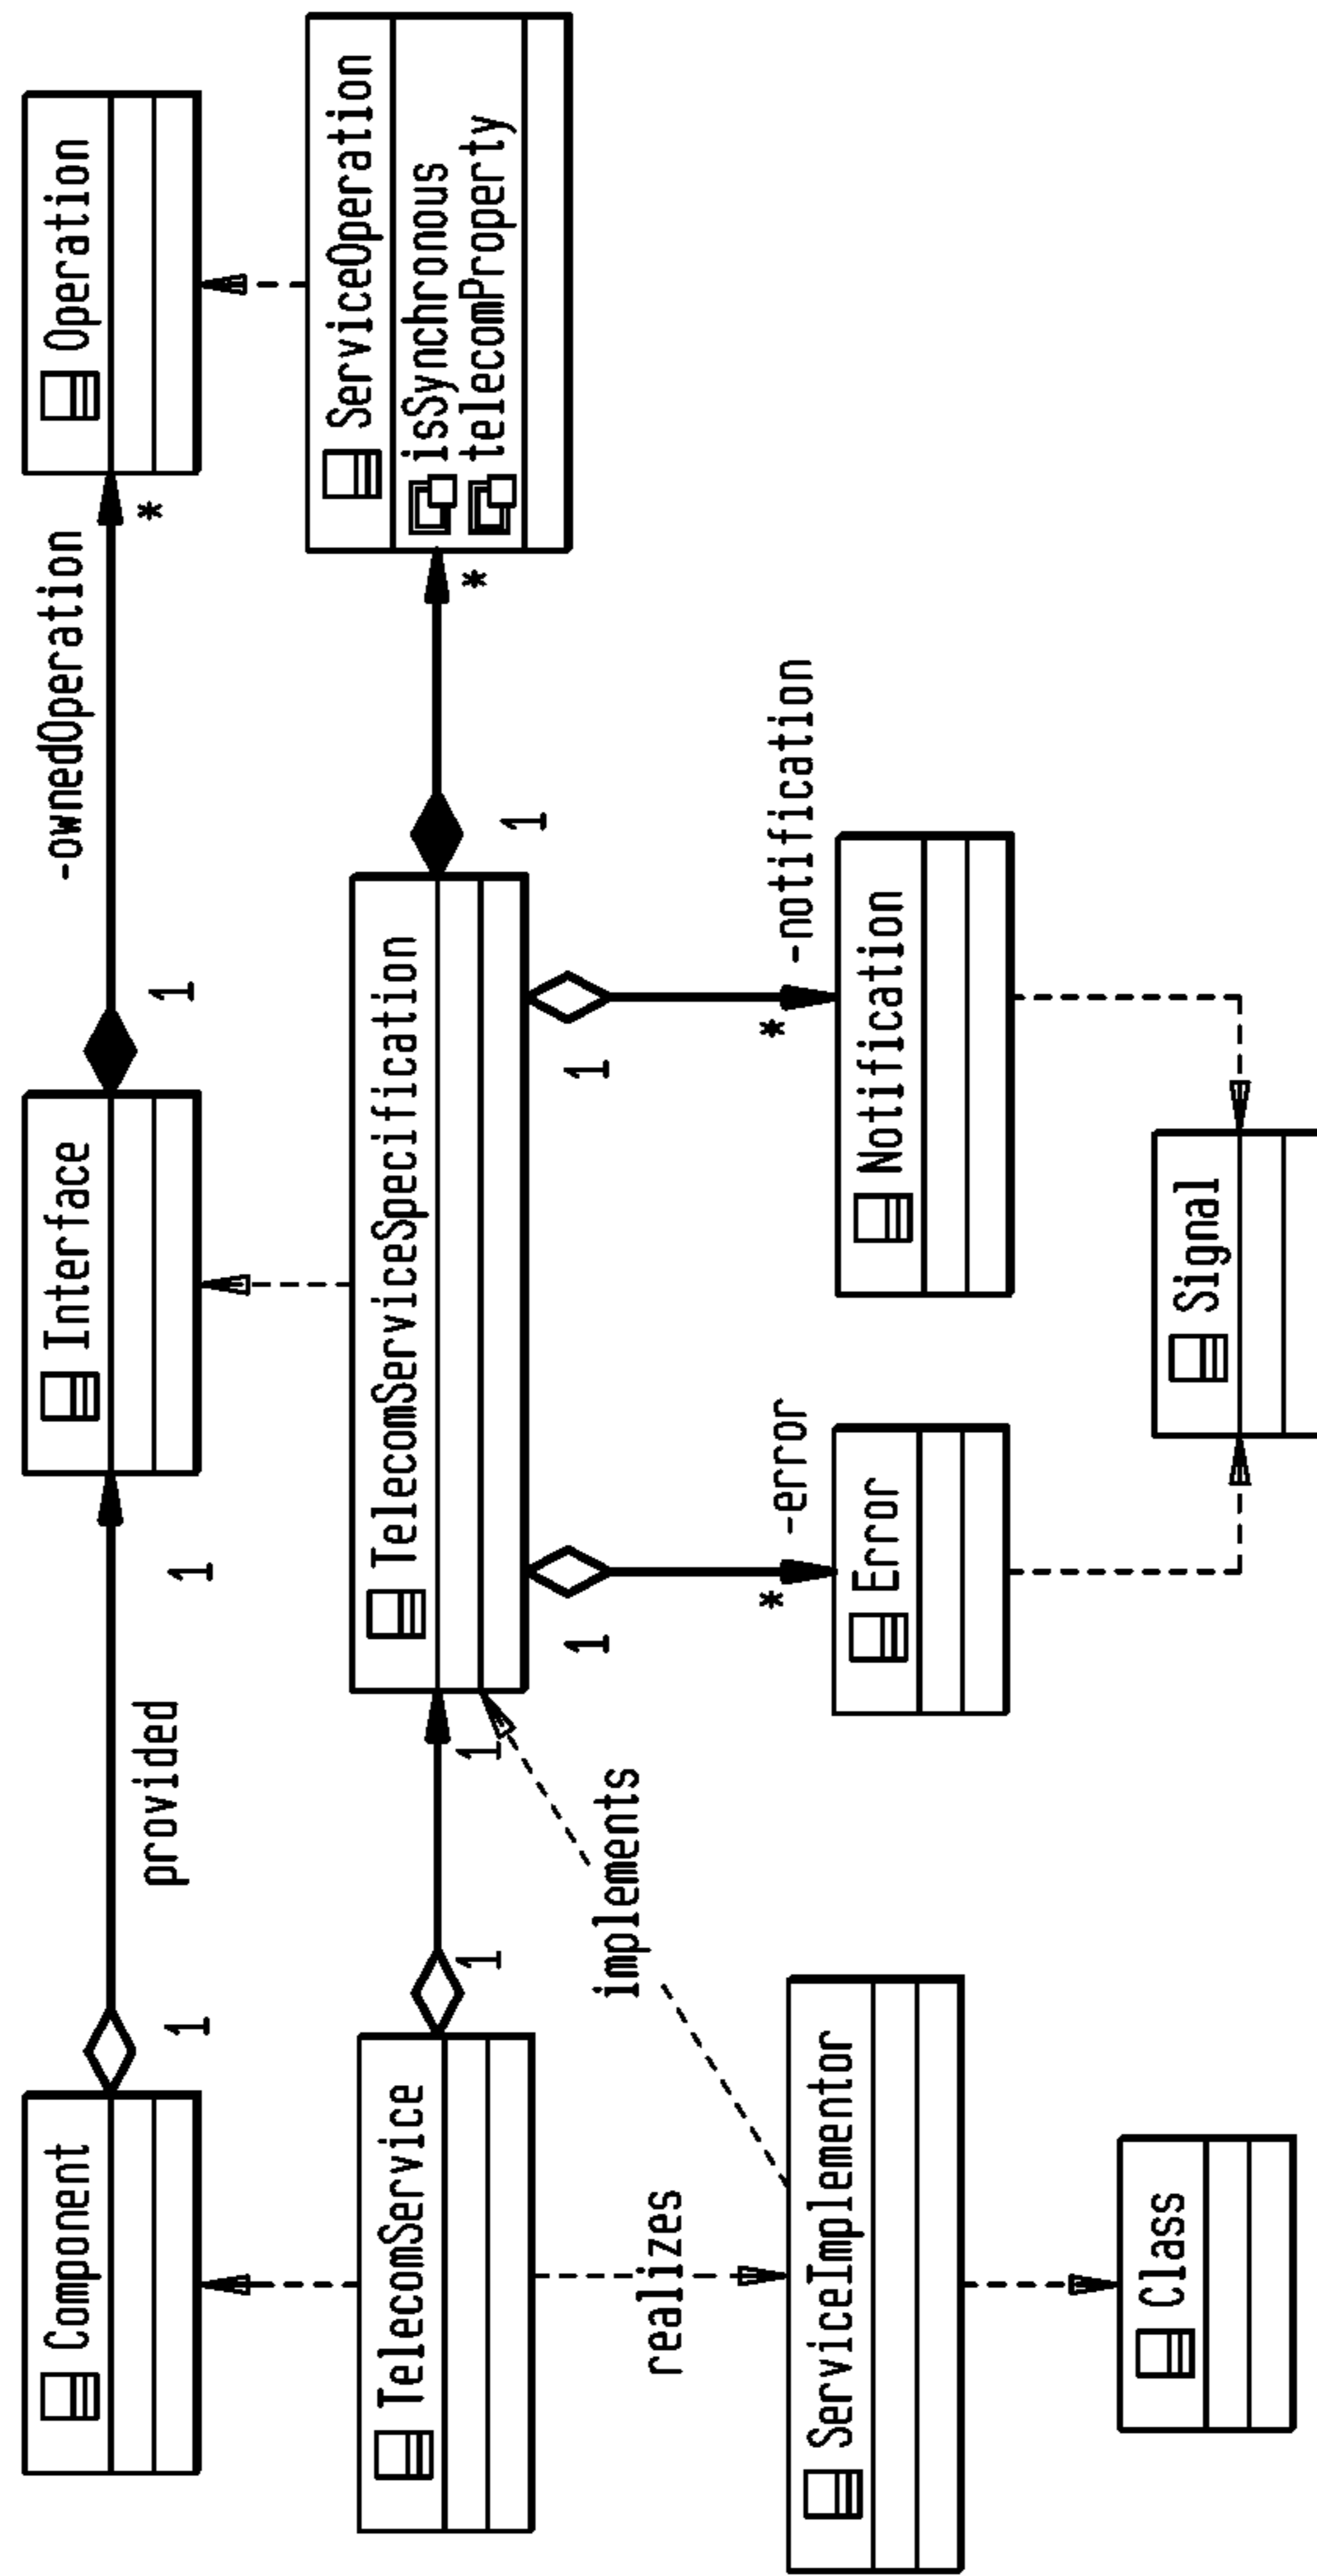 Component
1
provided
1
Interface
1
-ownedOperation
*
Operation
TelecomService
1
1
TelecomServiceSpecification
1
*
ServiceOperation
isSynchronous
telecomProperty
realizes
implements
1
*
-error
1
*
-notification
ServiceImplementor
Error
Notification
Class
Signal